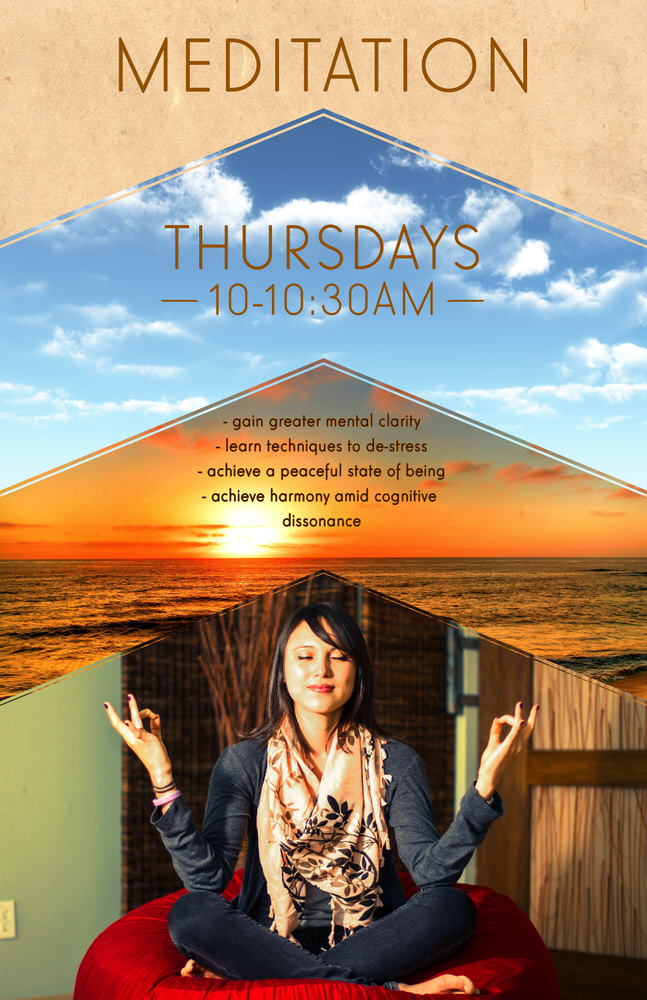 MEDITATION
THURSDAYS
— 10-10:30AM —
- gain greater mental clarity
- learn techniques to de-stress
- achieve a peaceful state of being
- achieve harmony amid cognitive
dissonance